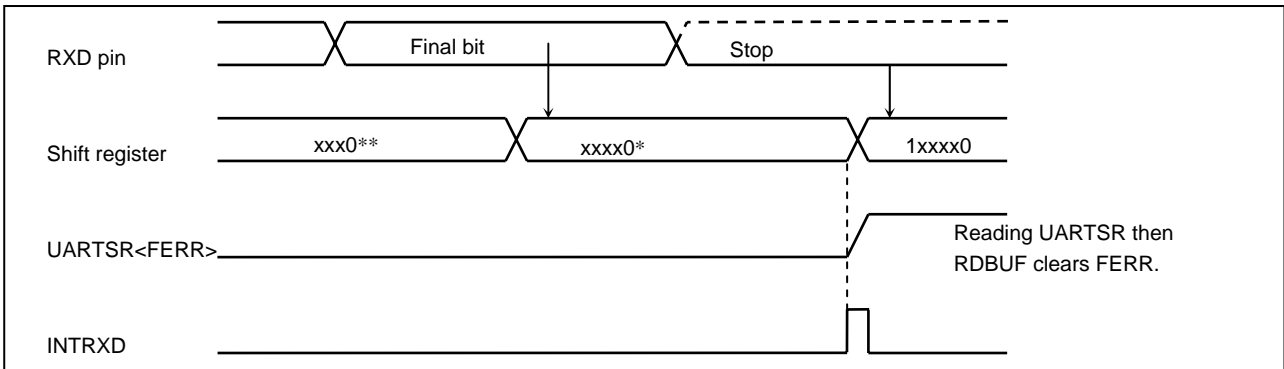 RXD pin
Final bit
Stop
Shift register
xxx0**
xxxx0*
1xxxx0
UARTSR<FERR>
Reading UARTSR then
RDBUF clears FERR.
INTRXD